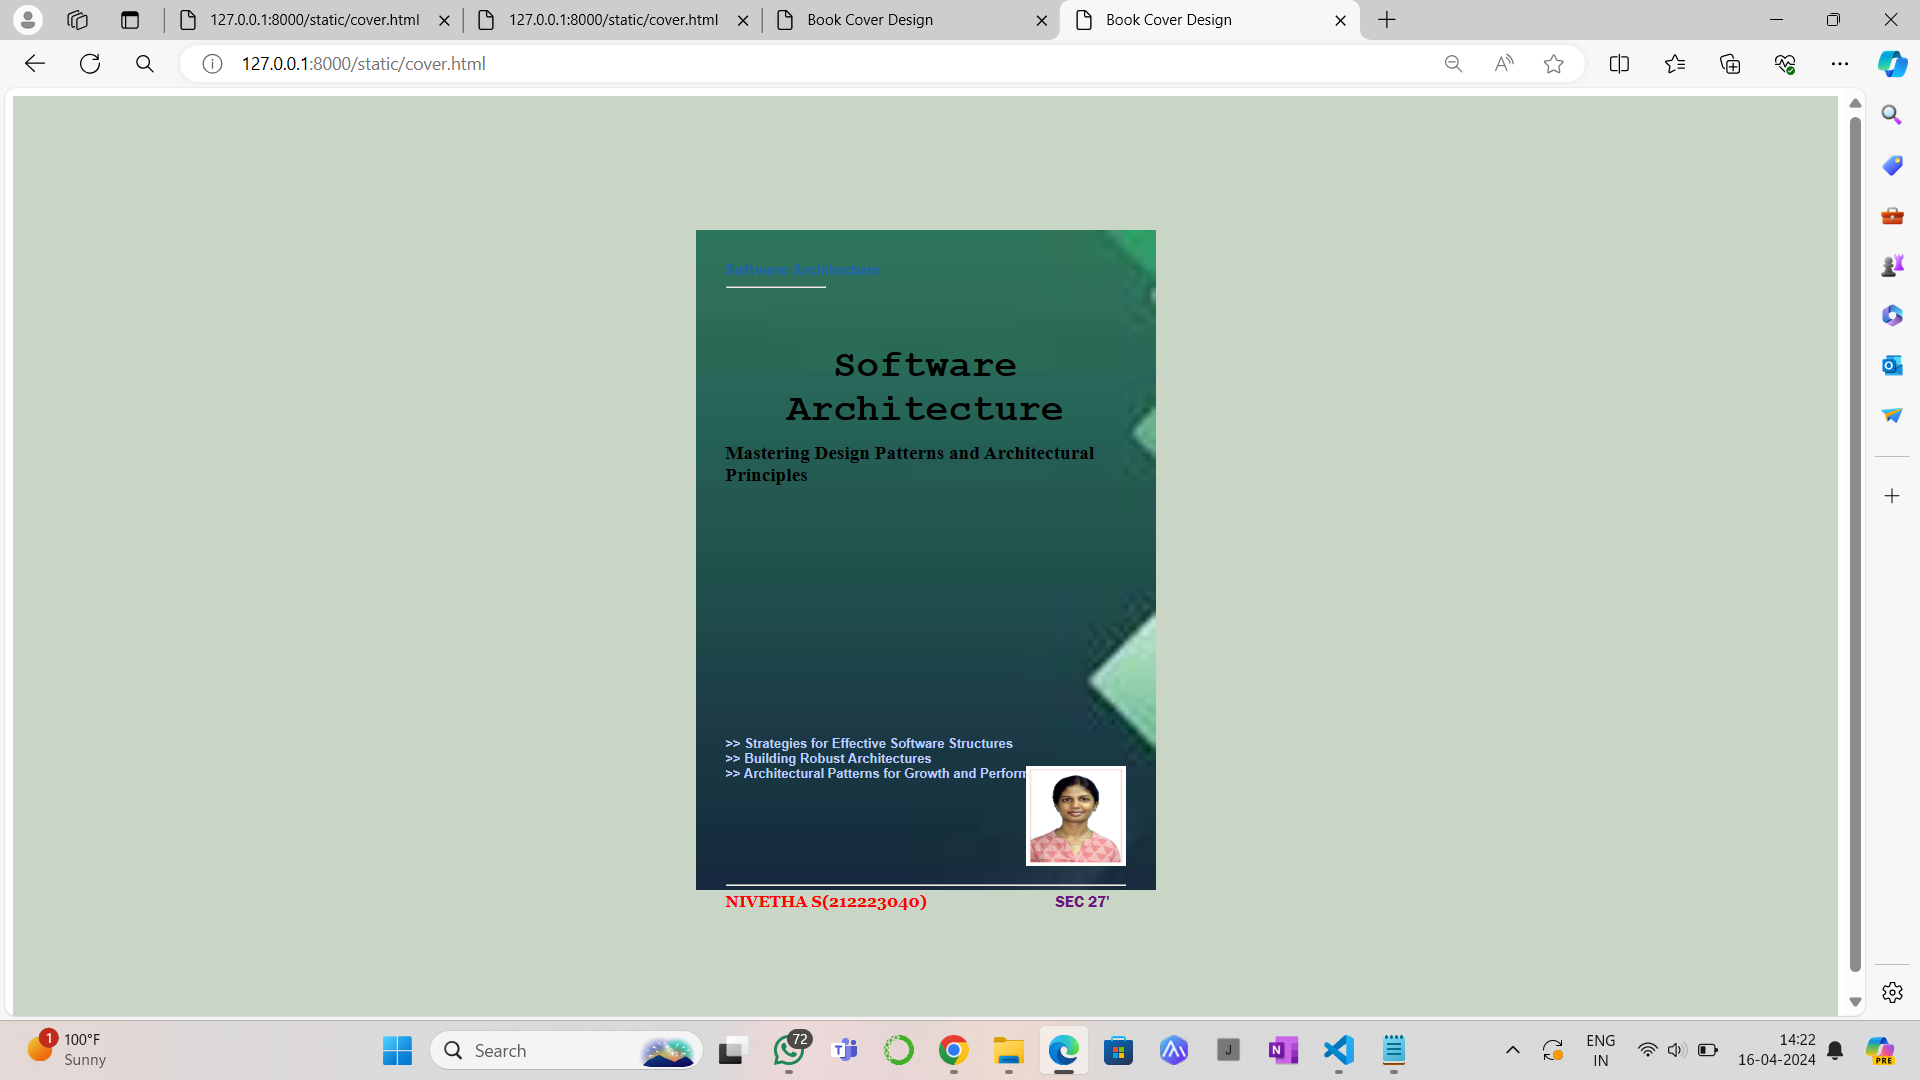 127.0.0.1:8000/static/cover.html
127.0.0.1:8000/static/cover.html
Book Cover Design
Book Cover Design
127.0.0.1:8000/static/cover.html
Software Architecture
Software
Architecture
Mastering Design Patterns and Architectural
Principles
>> Strategies for Effective Software Structures
>> Building Robust Architectures
>> Architectural Patterns for Growth and Perform
NIVETHA S(212223040) SEC 27'
1
100°F
Sunny
Search
72
J
N
ENG
IN
14:22
16-04-2024
PRE